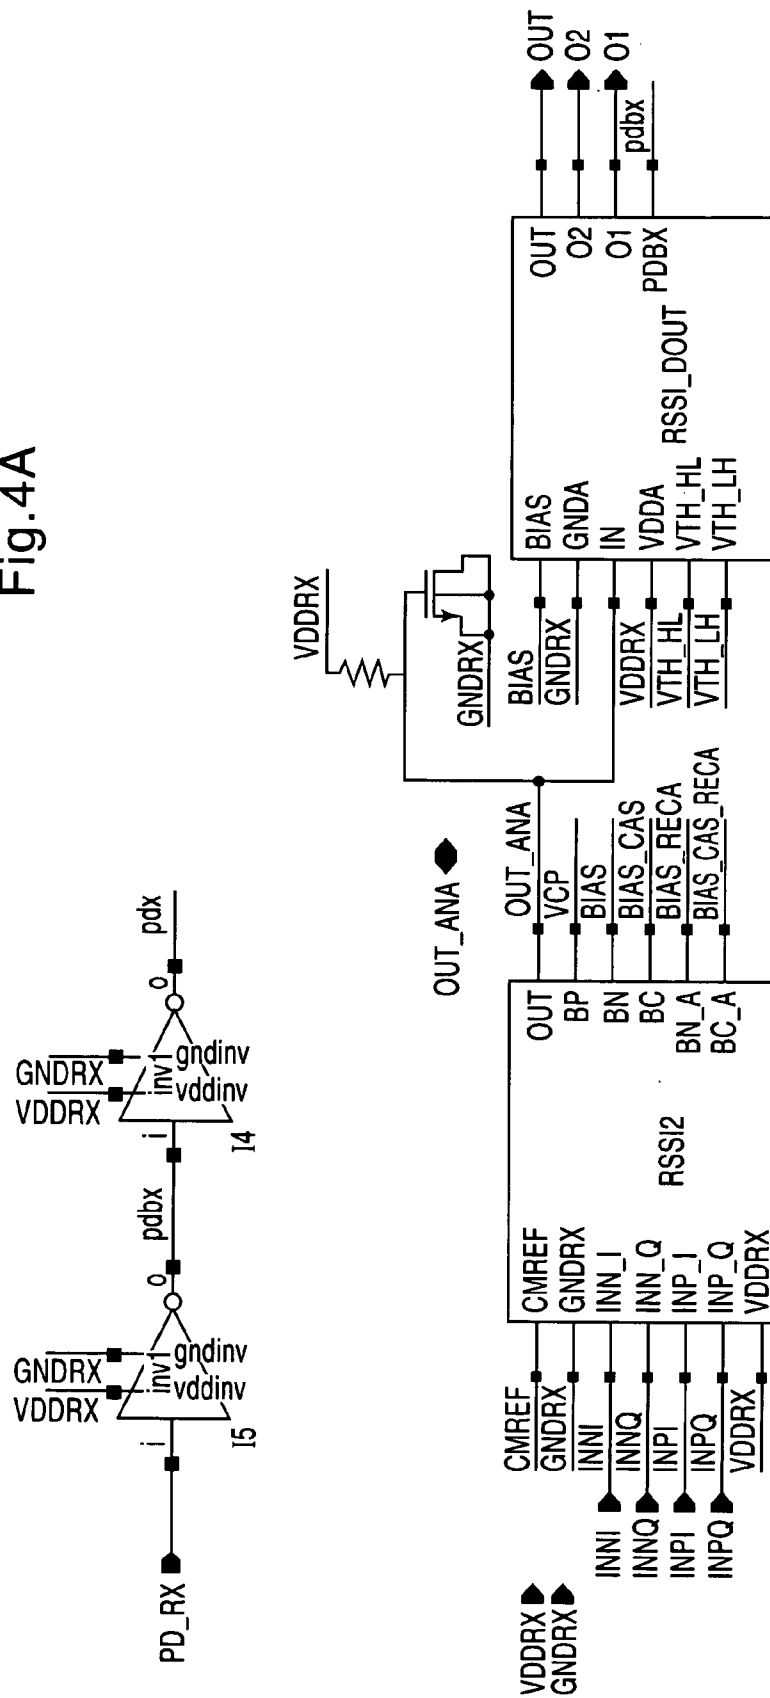 Fig.4A
PD_RX
i
I5
VDDRX
GNDRX
inv
vddinv
gndinv
o
pdbx
i
I4
VDDRX
GNDRX
inv
vddinv
gndinv
o
pdx
VDDRX
GNDRX
OUT_ANA
VDDRX
GNDRX
INNI
INNQ
INPI
INPQ
CMREF
GNDRX
INNI
INNQ
INPI
INPQ
VDDRX
CMREF
GNDRX
INN_I
INN_Q
INP_I
INP_Q
VDDRX
RSSI2
OUT
BP
BN
BC
BN_A
BC_A
OUT_ANA
VCP
BIAS
BIAS_CAS
BIAS_RECA
BIAS_CAS_RECA
BIAS
GNDRX
VDDRX
VTH_HL
VTH_LH
BIAS
GNDA
IN
VDDA
VTH_HL
VTH_LH
RSSI_DOUT
OUT
O2
O1
PDBX
pdbx
OUT
O2
O1